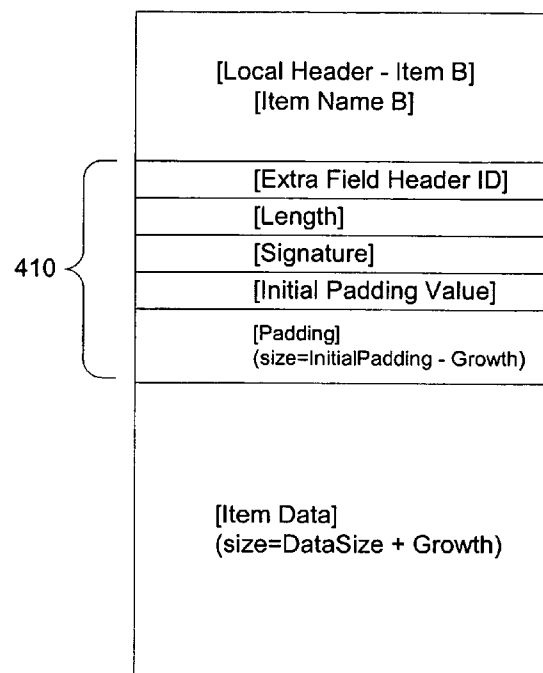 [Local Header - Item B]
[Item Name B]
[Extra Field Header ID]
[Length]
[Signature]
410
[Initial Padding Value]
[Padding]
(size=InitialPadding - Growth)
[Item Data]
(size=DataSize + Growth)